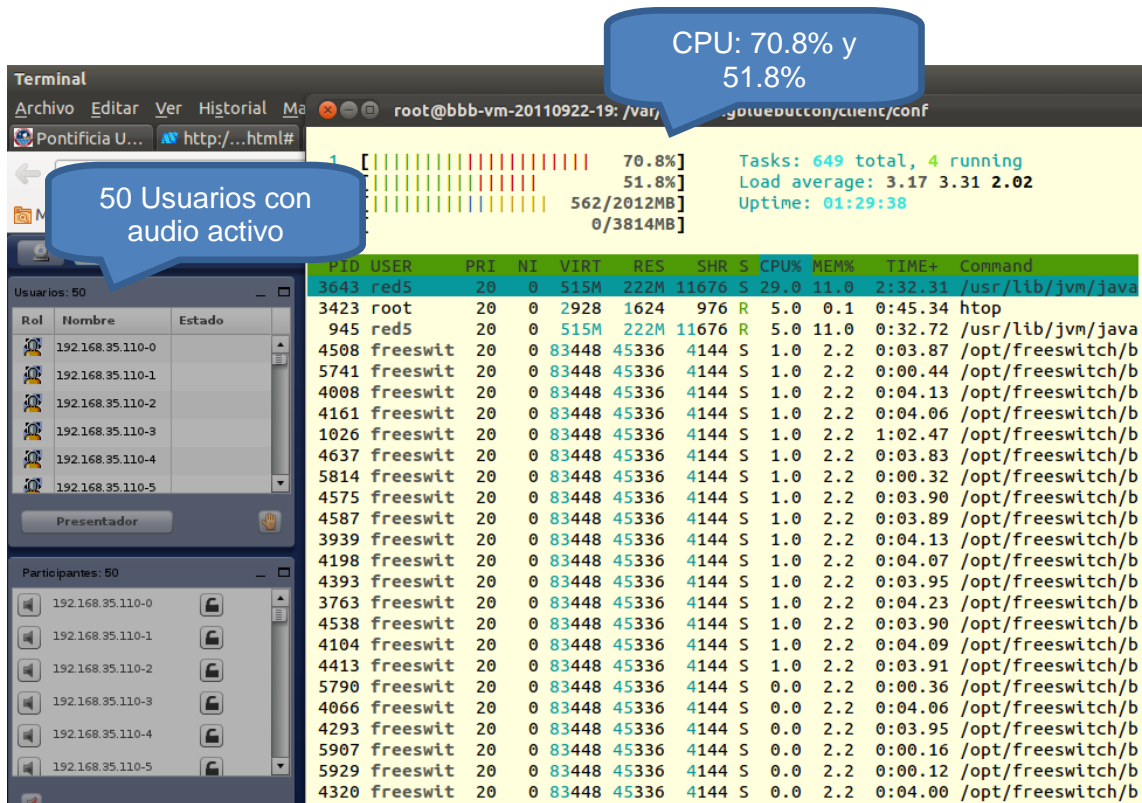 CPU: 70.8% y
51.8%
Terminal
Archivo Editar Ver Historial Ma
root@bbb-vm-20110922-19: /var/ gbluebutton/client/conf
Pontificia U... http:/...html#
50 Usuarios con
audio activo
1 [ 70.8%] Tasks: 649 total, 4 running
[ 51.8%] Load average: 3.17 3.31 2.02
[ 562/2012MB] Uptime: 01:29:38
[ 0/3814MB]
Usuarios: 50
Rol Nombre Estado
192.168.35.110-0
192.168.35.110-1
192.168.35.110-2
192.168.35.110-3
192.168.35.110-4
192.168.35.110-5
Presentador
Participantes: 50
192.168.35.110-0
192.168.35.110-1
192.168.35.110-2
192.168.35.110-3
192.168.35.110-4
192.168.35.110-5
PID USER PRI NI VIRT RES SHR S CPU% MEM% TIME+ Command
3643 red5 20 0 515M 222M 11676 S 29.0 11.0 2:32.31 /usr/lib/jvm/java
3423 root 20 0 2928 1624 976 R 5.0 0.1 0:45.34 htop
945 red5 20 0 515M 222M 11676 R 5.0 11.0 0:32.72 /usr/lib/jvm/java
4508 freeswit 20 0 83448 45336 4144 S 1.0 2.2 0:03.87 /opt/freeswitch/b
5741 freeswit 20 0 83448 45336 4144 S 1.0 2.2 0:00.44 /opt/freeswitch/b
4008 freeswit 20 0 83448 45336 4144 S 1.0 2.2 0:04.13 /opt/freeswitch/b
4161 freeswit 20 0 83448 45336 4144 S 1.0 2.2 0:04.06 /opt/freeswitch/b
1026 freeswit 20 0 83448 45336 4144 S 1.0 2.2 1:02.47 /opt/freeswitch/b
4637 freeswit 20 0 83448 45336 4144 S 1.0 2.2 0:03.83 /opt/freeswitch/b
5814 freeswit 20 0 83448 45336 4144 S 1.0 2.2 0:00.32 /opt/freeswitch/b
4575 freeswit 20 0 83448 45336 4144 S 1.0 2.2 0:03.90 /opt/freeswitch/b
4587 freeswit 20 0 83448 45336 4144 S 1.0 2.2 0:03.89 /opt/freeswitch/b
3939 freeswit 20 0 83448 45336 4144 S 1.0 2.2 0:04.13 /opt/freeswitch/b
4198 freeswit 20 0 83448 45336 4144 S 1.0 2.2 0:04.07 /opt/freeswitch/b
4393 freeswit 20 0 83448 45336 4144 S 1.0 2.2 0:03.95 /opt/freeswitch/b
3763 freeswit 20 0 83448 45336 4144 S 1.0 2.2 0:04.23 /opt/freeswitch/b
4538 freeswit 20 0 83448 45336 4144 S 1.0 2.2 0:03.90 /opt/freeswitch/b
4104 freeswit 20 0 83448 45336 4144 S 1.0 2.2 0:04.09 /opt/freeswitch/b
4413 freeswit 20 0 83448 45336 4144 S 1.0 2.2 0:03.91 /opt/freeswitch/b
5790 freeswit 20 0 83448 45336 4144 S 0.0 2.2 0:00.36 /opt/freeswitch/b
4066 freeswit 20 0 83448 45336 4144 S 0.0 2.2 0:04.06 /opt/freeswitch/b
4293 freeswit 20 0 83448 45336 4144 S 0.0 2.2 0:03.95 /opt/freeswitch/b
5907 freeswit 20 0 83448 45336 4144 S 0.0 2.2 0:00.16 /opt/freeswitch/b
5929 freeswit 20 0 83448 45336 4144 S 0.0 2.2 0:00.12 /opt/freeswitch/b
4320 freeswit 20 0 83448 45336 4144 S 0.0 2.2 0:04.00 /opt/freeswitch/b